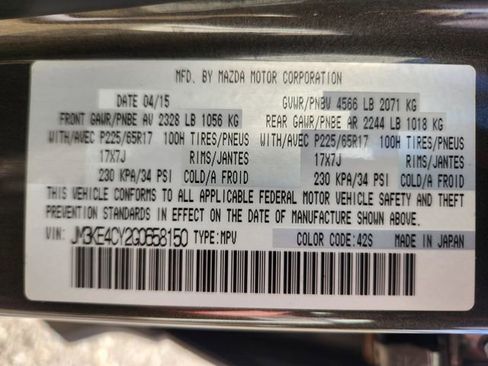 MFD. BY MAZDA MOTOR CORPORATION
DATE 04/15 GVWR/PNBV 4566 LB 2071 KG
FRONT GAWR/PNBE AV 2328 LB 1056 KG REAR GAWR/PNBE AR 2244 LB 1018 KG
WITH/AVEC P225/65R17 100H TIRES/PNEUS WITH/AVEC P225/65R17 100H TIRES/PNEUS
17X7J RIMS/JANTES 17X7J RIMS/JANTES
230 KPA/34 PSI COLD/A FROID 230 KPA/34 PSI COLD/A FROID
THIS VEHICLE CONFORMS TO ALL APPLICABLE FEDERAL MOTOR VEHICLE SAFETY AND THEFT
PREVENTION STANDARDS IN EFFECT ON THE DATE OF MANUFACTURE SHOWN ABOVE.
VIN: JM3KE4CY2G0658150 TYPE: MPV COLOR CODE: 42S MADE IN JAPAN